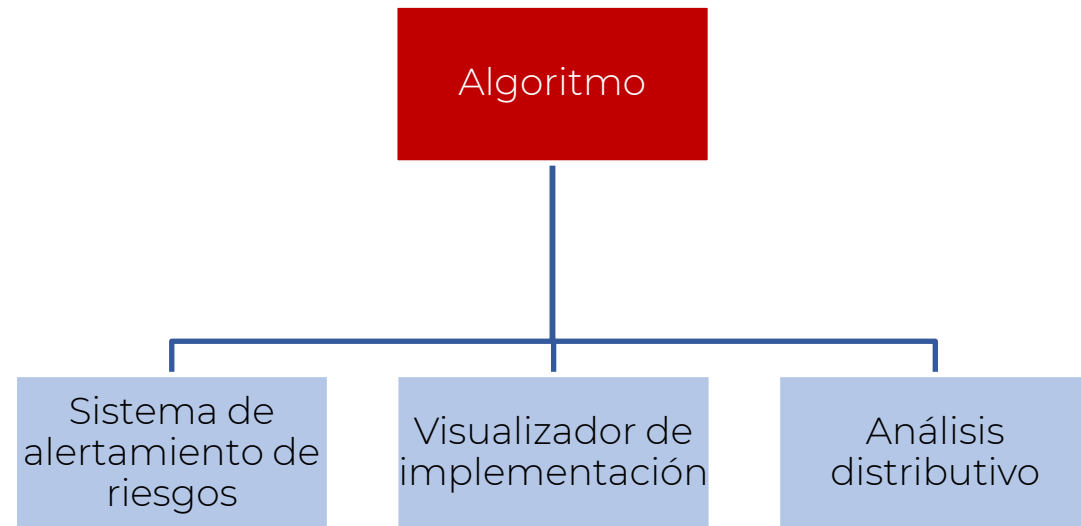 Algoritmo
Sistema de
alertamiento de
riesgos
Visualizador de
implementación
Análisis
distributivo